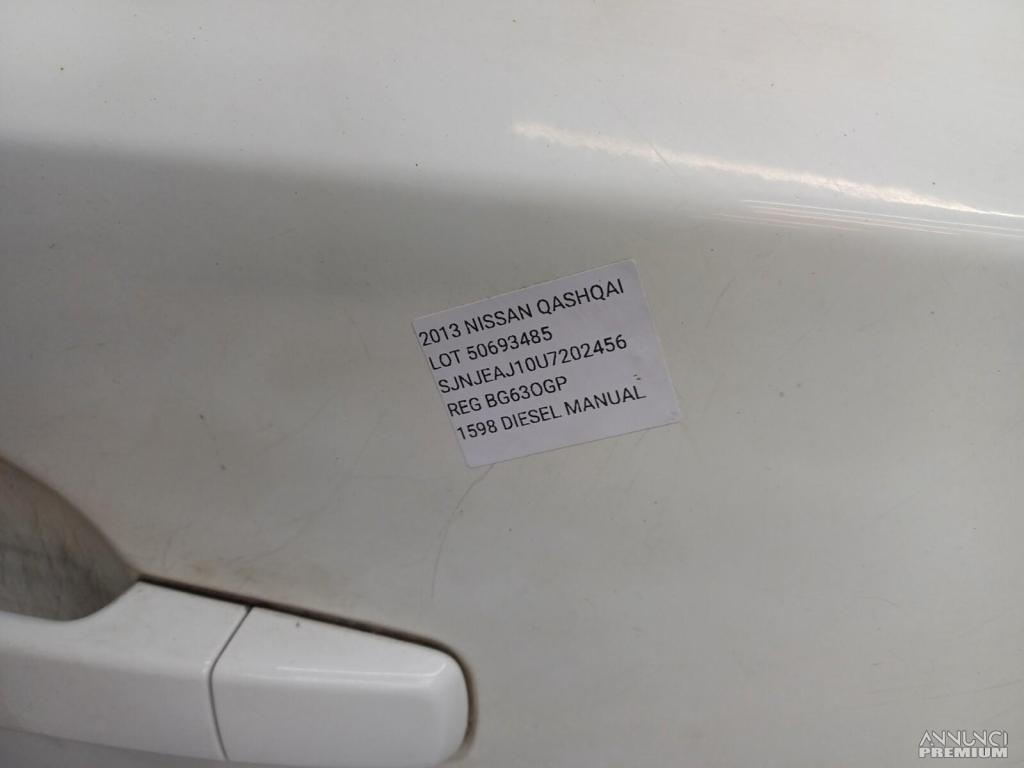 2013 NISSAN QASHQAI
LOT 50693485
SJNJEAJ10U7202456
REG BG63OGP
1598 DIESEL MANUAL
ANNUNCI
PREMIUM